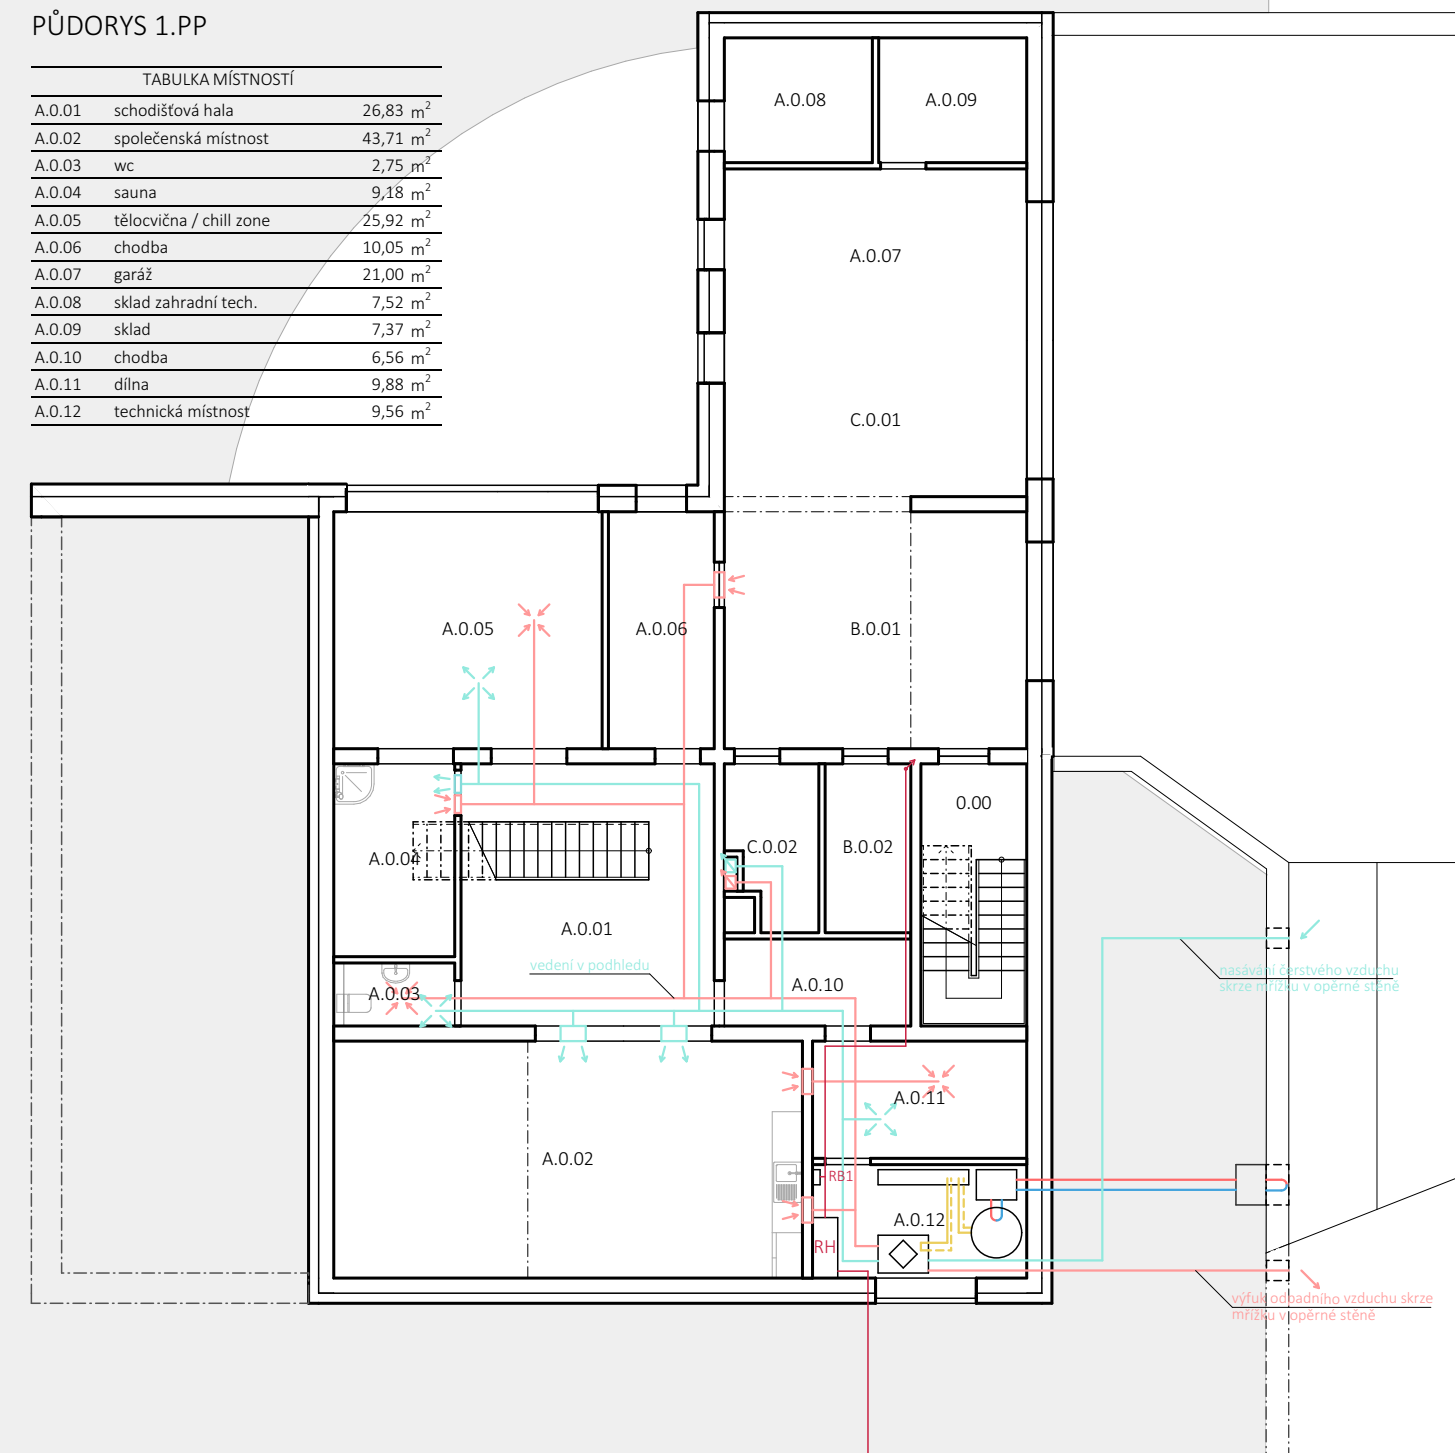 PŮDORYS 1.PP
TABULKA MÍSTNOSTÍ
A.0.01 schodišťová hala 26,83 m²
A.0.02 společenská místnost 43,71 m²
A.0.03 wc 2,75 m²
A.0.04 sauna 9,18 m²
A.0.05 tělocvična / chill zone 25,92 m²
A.0.06 chodba 10,05 m²
A.0.07 garáž 21,00 m²
A.0.08 sklad zahradní tech. 7,52 m²
A.0.09 sklad 7,37 m²
A.0.10 chodba 6,56 m²
A.0.11 dílna 9,88 m²
A.0.12 technická místnost 9,56 m²
A.0.08
A.0.09
A.0.07
C.0.01
A.0.05
A.0.06
B.0.01
0.00
A.0.04
C.0.02
B.0.02
A.0.01
vedení v podhledu
nasávání čerstvého vzduchu
skrze mřížku v opěrné stěně
A.0.03
A.0.10
A.0.11
A.0.02
RB1
A.0.12
RH
výfuk odpadního vzduchu skrze
mřížku v opěrné stěně